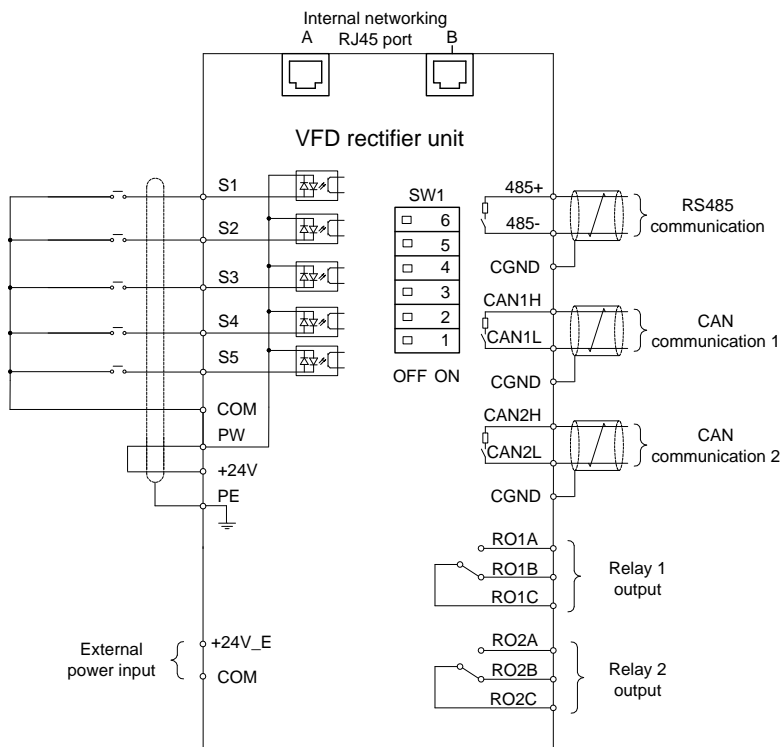 Internal networking
A RJ45 port B
VFD rectifier unit
S1
S2
S3
S4
S5
COM
PW
+24V
PE
External
power input
+24V_E
COM
SW1
6
5
4
3
2
1
OFF ON
485+
485-
CGND
RS485
communication
CAN1H
CAN1L
CGND
CAN
communication 1
CAN2H
CAN2L
CGND
CAN
communication 2
RO1A
RO1B
RO1C
Relay 1
output
RO2A
RO2B
RO2C
Relay 2
output